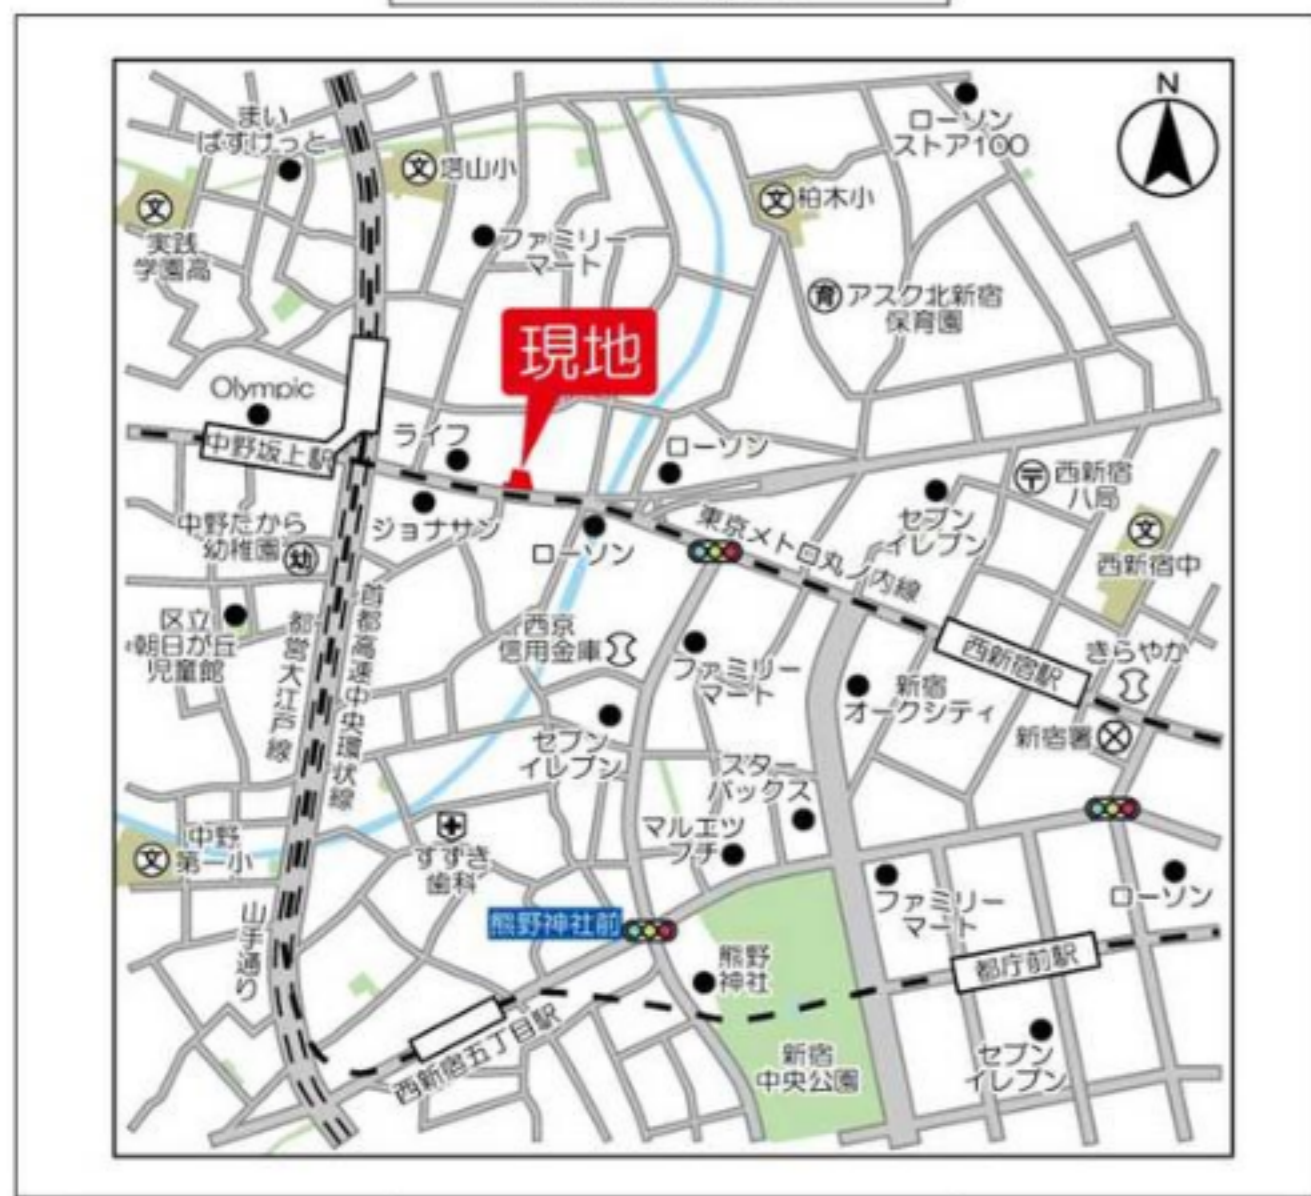 N
まい
ばすけっと
文
塔山小
ローソン
ストア100
文
柏木小
文
実践
学園高
ファミリー
マート
育
アスク北新宿
保育園
現地
Olympic
中野坂上駅
ライフ
ローソン
〒
西新宿
八局
セブン
イレブン
文
西新宿中
ジョナサン
ローソン
東京メトロ丸ノ内線
中野たから
幼稚園
幼
区立
朝日が丘
児童館
都営大江戸線
首都高速中央環状線
西京
信用金庫
ファミリー
マート
西新宿駅
きらやか
新宿
オークシティ
新宿署
セブン
イレブン
スター
バックス
マルエツ
プチ
文
中野
第一小
すずき
歯科
ファミリー
マート
ローソン
熊野神社前
山手通り
熊野
神社
都庁前駅
西新宿五丁目駅
新宿
中央公園
セブン
イレブン